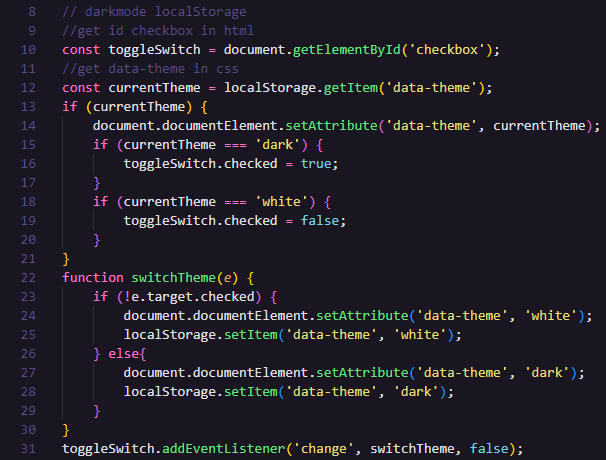 8 // darkmode localStorage
9 //get id checkbox in html
10 const toggleSwitch = document.getElementById('checkbox');
11 //get data-theme in css
12 const currentTheme = localStorage.getItem('data-theme');
13 if (currentTheme) {
14     document.documentElement.setAttribute('data-theme', currentTheme);
15     if (currentTheme === 'dark') {
16         toggleSwitch.checked = true;
17     }
18     if (currentTheme === 'white') {
19         toggleSwitch.checked = false;
20     }
21 }
22 function switchTheme(e) {
23     if (!e.target.checked) {
24         document.documentElement.setAttribute('data-theme', 'white');
25         localStorage.setItem('data-theme', 'white');
26     } else{
27         document.documentElement.setAttribute('data-theme', 'dark');
28         localStorage.setItem('data-theme', 'dark');
29     }
30 }
31 toggleSwitch.addEventListener('change', switchTheme, false);